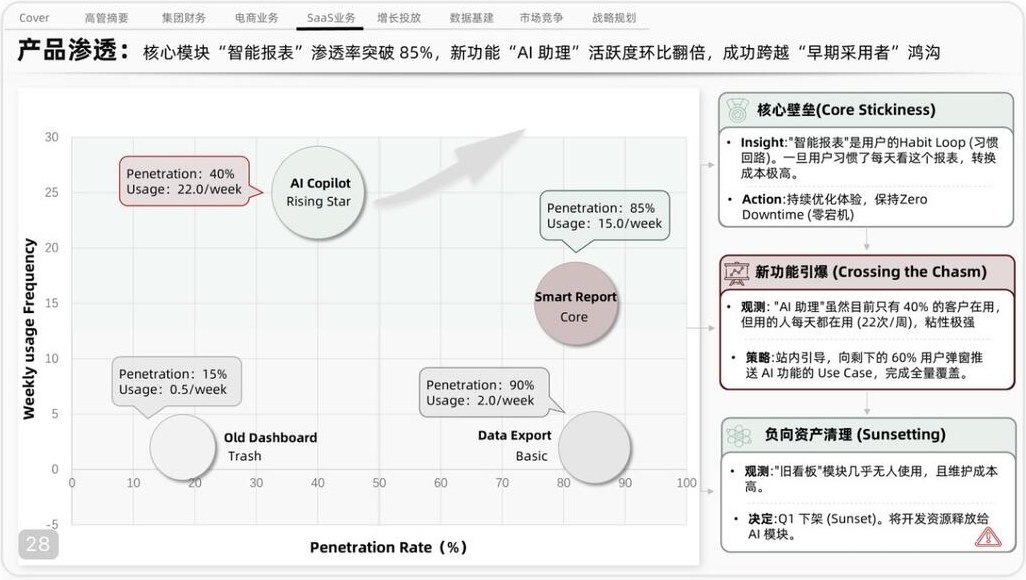 Cover 高管摘要 集团财务 电商业务 SaaS业务 增长投放 数据基建 市场竞争 战略规划
产品渗透：核心模块“智能报表”渗透率突破 85%，新功能“AI 助理”活跃度环比翻倍，成功跨越“早期采用者”鸿沟
Weekly usage Frequency
30
25
20
15
10
5
0
-5
0 10 20 30 40 50 60 70 80 90 100
Penetration Rate（%）
Penetration： 40%
Usage：22.0/week
AI Copilot
Rising Star
Penetration： 85%
Usage：15.0/week
Smart Report
Core
Penetration： 15%
Usage：0.5/week
Old Dashboard
Trash
Penetration： 90%
Usage：2.0/week
Data Export
Basic
核心壁垒(Core Stickiness)
• Insight:"智能报表"是用户的Habit Loop (习惯
回路)。一旦用户习惯了每天看这个报表，转换
成本极高。
• Action:持续优化体验，保持Zero
Downtime (零宕机)
新功能引爆 (Crossing the Chasm)
• 观测: "AI 助理"虽然目前只有 40% 的客户在用，
但用的人每天都在用 (22次/周)，粘性极强
• 策略:站内引导，向剩下的 60% 用户弹窗推
送 AI 功能的 Use Case，完成全量覆盖。
负向资产清理 (Sunsetting)
• 观测:"旧看板"模块几乎无人使用，且维护成本
高。
• 决定:Q1 下架 (Sunset)。将开发资源释放给
AI 模块。
28